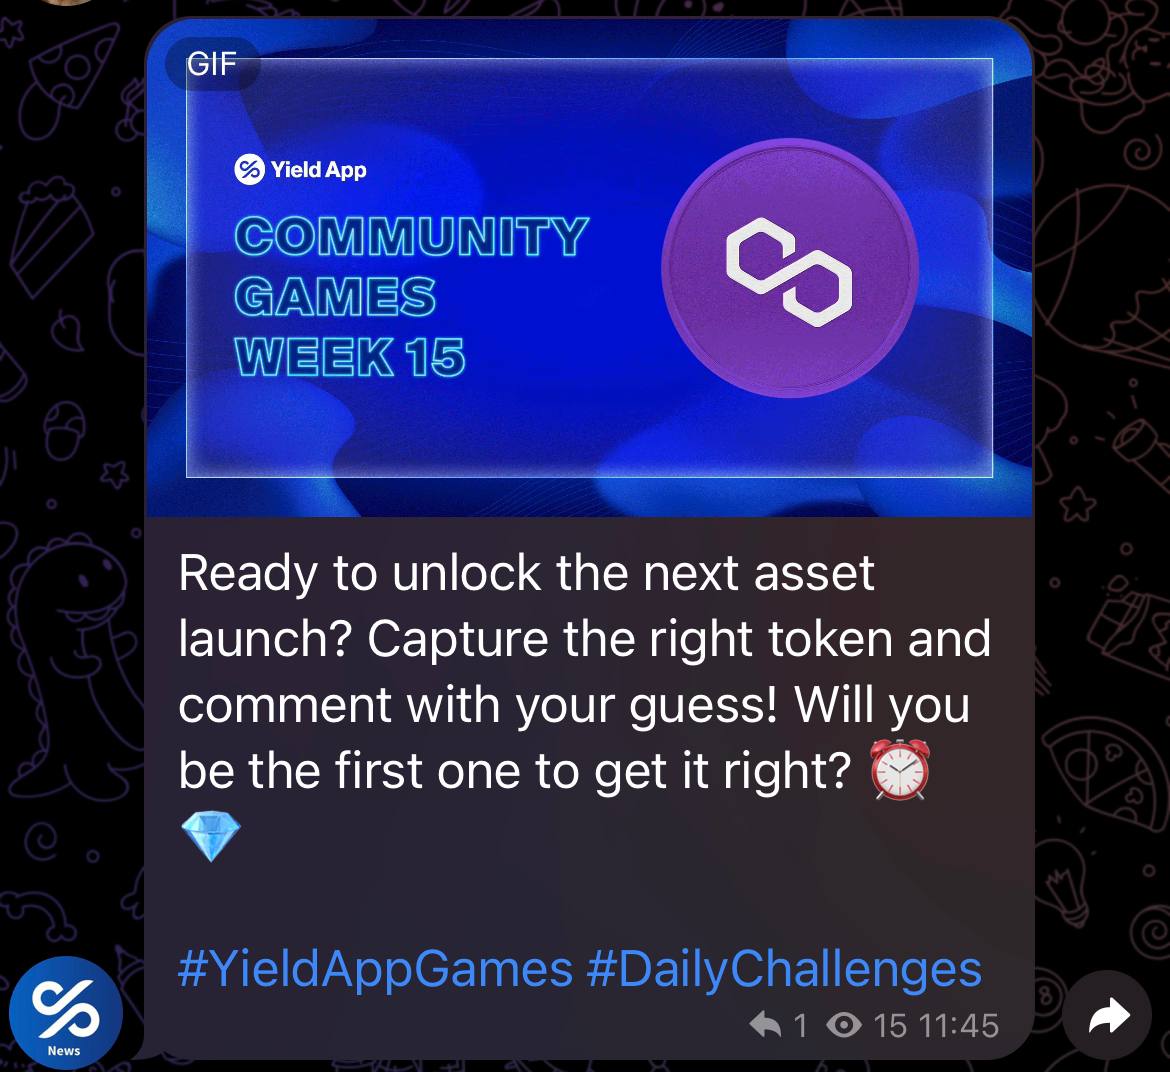 GIF
Yield App
COMMUNITY
GAMES
WEEK 15
Ready to unlock the next asset
launch? Capture the right token and
comment with your guess! Will you
be the first one to get it right? ⏰
💎
#YieldAppGames #DailyChallenges
1 15 11:45
News
8